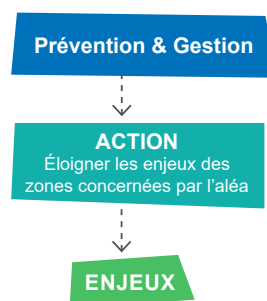 Prévention & Gestion
ACTION
Éloigner les enjeux des
zones concernées par l'aléa
ENJEUX